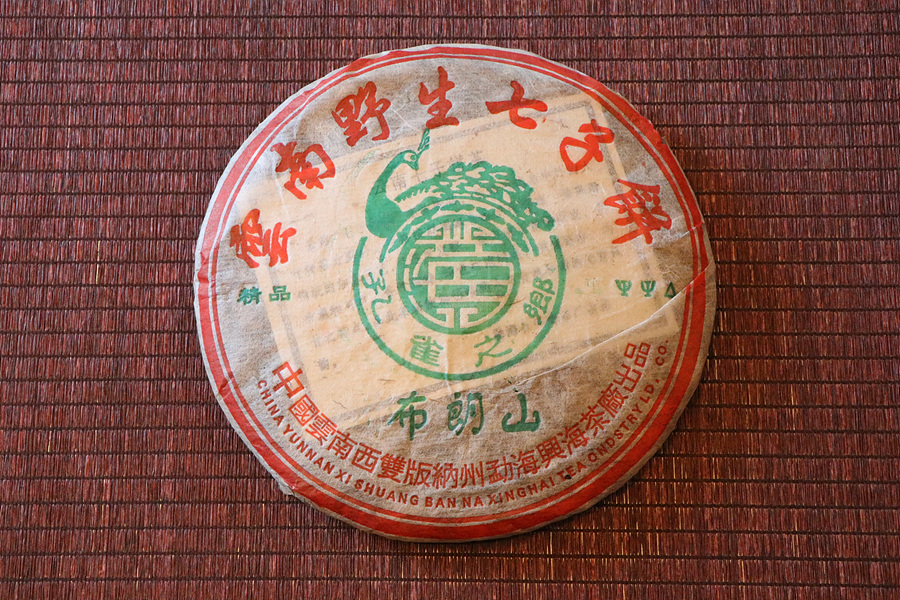 雲南野生七子餅
精品
孔雀之鄉
布朗山
中國雲南西雙版納州勐海興海茶廠出品
CHINA YUNNAN XI SHUANG BAN NA XINGHAI TEA ONDSTRY LD. CO.